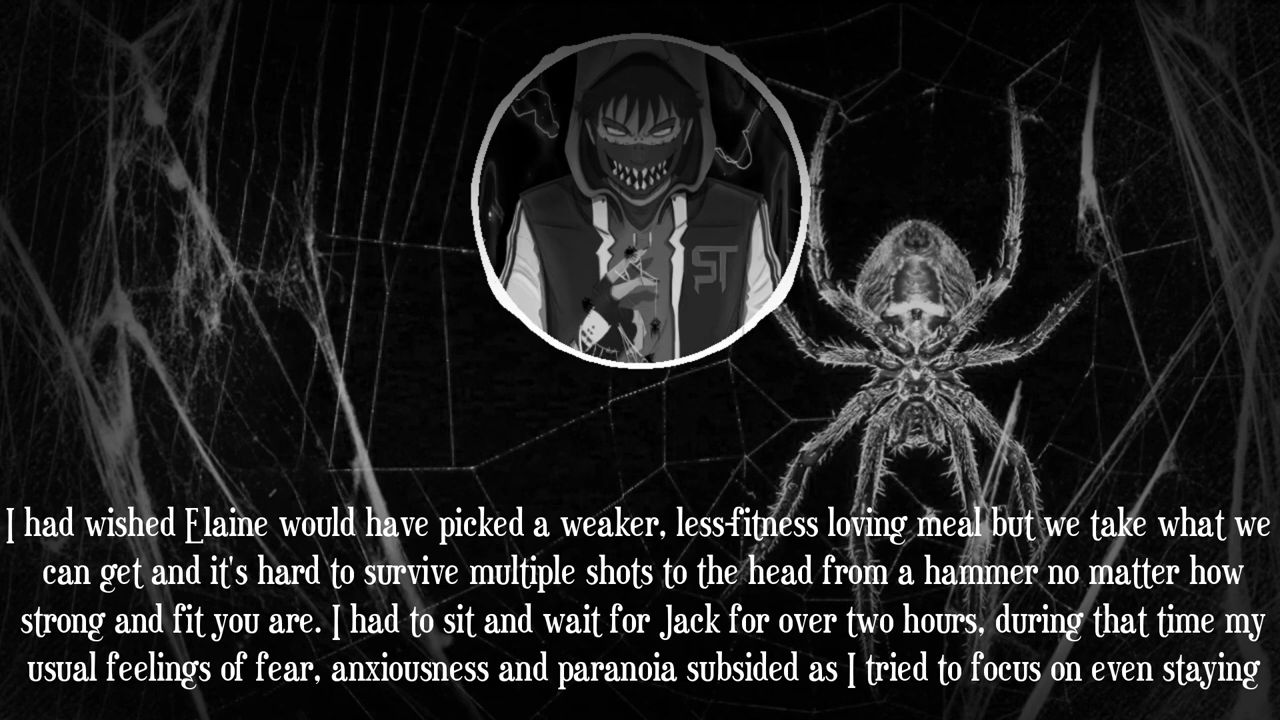 ST
I had wished Elaine would have picked a weaker, less-fitness loving meal but we take what we
can get and it's hard to survive multiple shots to the head from a hammer no matter how
strong and fit you are. I had to sit and wait for Jack for over two hours, during that time my
usual feelings of fear, anxiousness and paranoia subsided as I tried to focus on even staying